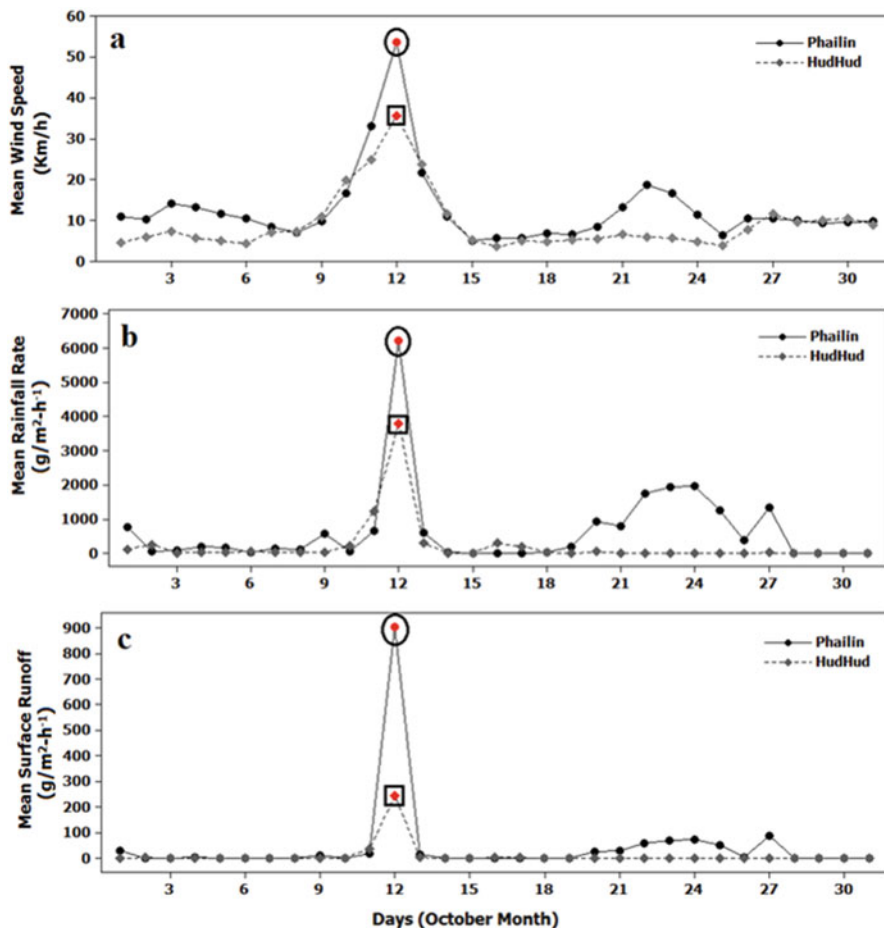 a
Phailin
HudHud
Mean Wind Speed
(Km/h)
60
50
40
30
20
10
0
3 6 9 12 15 18 21 24 27 30
b
Phailin
HudHud
Mean Rainfall Rate
(g/m²-h⁻¹)
7000
6000
5000
4000
3000
2000
1000
0
3 6 9 12 15 18 21 24 27 30
c
Phailin
HudHud
Mean Surface Runoff
(g/m²-h⁻¹)
900
800
700
600
500
400
300
200
100
0
3 6 9 12 15 18 21 24 27 30
Days (October Month)